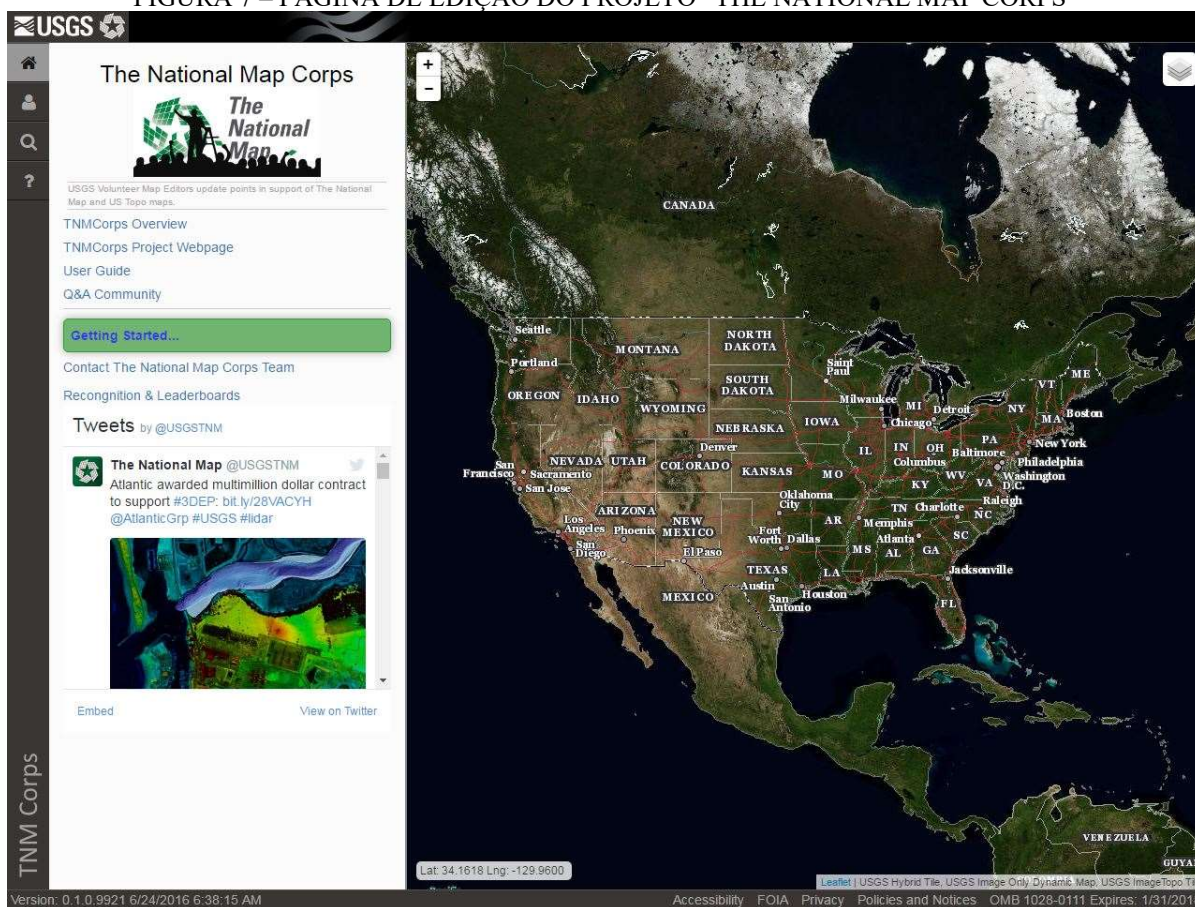 FIGURA 7 – PÁGINA DE EDIÇÃO DO PROJETO "THE NATIONAL MAP CORPS"
USGS
The National Map Corps
The
National
Map
USGS Volunteer Map Editors update points in support of The National
Map and US Topo maps.
TNMCorps Overview
TNMCorps Project Webpage
User Guide
Q&A Community
Getting Started...
Contact The National Map Corps Team
Recongnition & Leaderboards
Tweets by @USGSTNM
The National Map @USGSTNM
Atlantic awarded multimillion dollar contract
to support #3DEP: bit.ly/28VACYH
@AtlanticGrp #USGS #lidar
Embed
View on Twitter
TNM Corps
+
-
CANADA
Seattle
Portland
MONTANA
NORTH
DAKOTA
SOUTH
DAKOTA
Saint
Paul
OREGON
IDAHO
WYOMING
NEBRASKA
IOWA
Milwaukee
MI
Detroit
Chicago
NY
VT
ME
MA
Boston
New York
PA
Philadelphia
Baltimore
Washington
D.C.
IL
IN
OH
Columbus
WV
VA
KY
Raleigh
NC
San
Francisco
Sacramento
San Jose
NEVADA
UTAH
Denver
COLORADO
KANSAS
MO
Los
Angeles
San
Diego
ARIZONA
Phoenix
NEW
MEXICO
El Paso
Oklahoma
City
AR
TN
Charlotte
Memphis
Atlanta
SC
MS
AL
GA
Fort
Worth
Dallas
TEXAS
Austin
San
Antonio
Houston
LA
Jacksonville
FL
MEXICO
VENEZUELA
GUYA
Lat: 34.1618 Lng: -129.9600
Leaflet | USGS Hybrid Tile, USGS Image Only Dynamic Map, USGS ImageTopo Ti
Version: 0.1.0.9921 6/24/2016 6:38:15 AM
Accessibility FOIA Privacy Policies and Notices OMB 1028-0111 Expires: 1/31/201